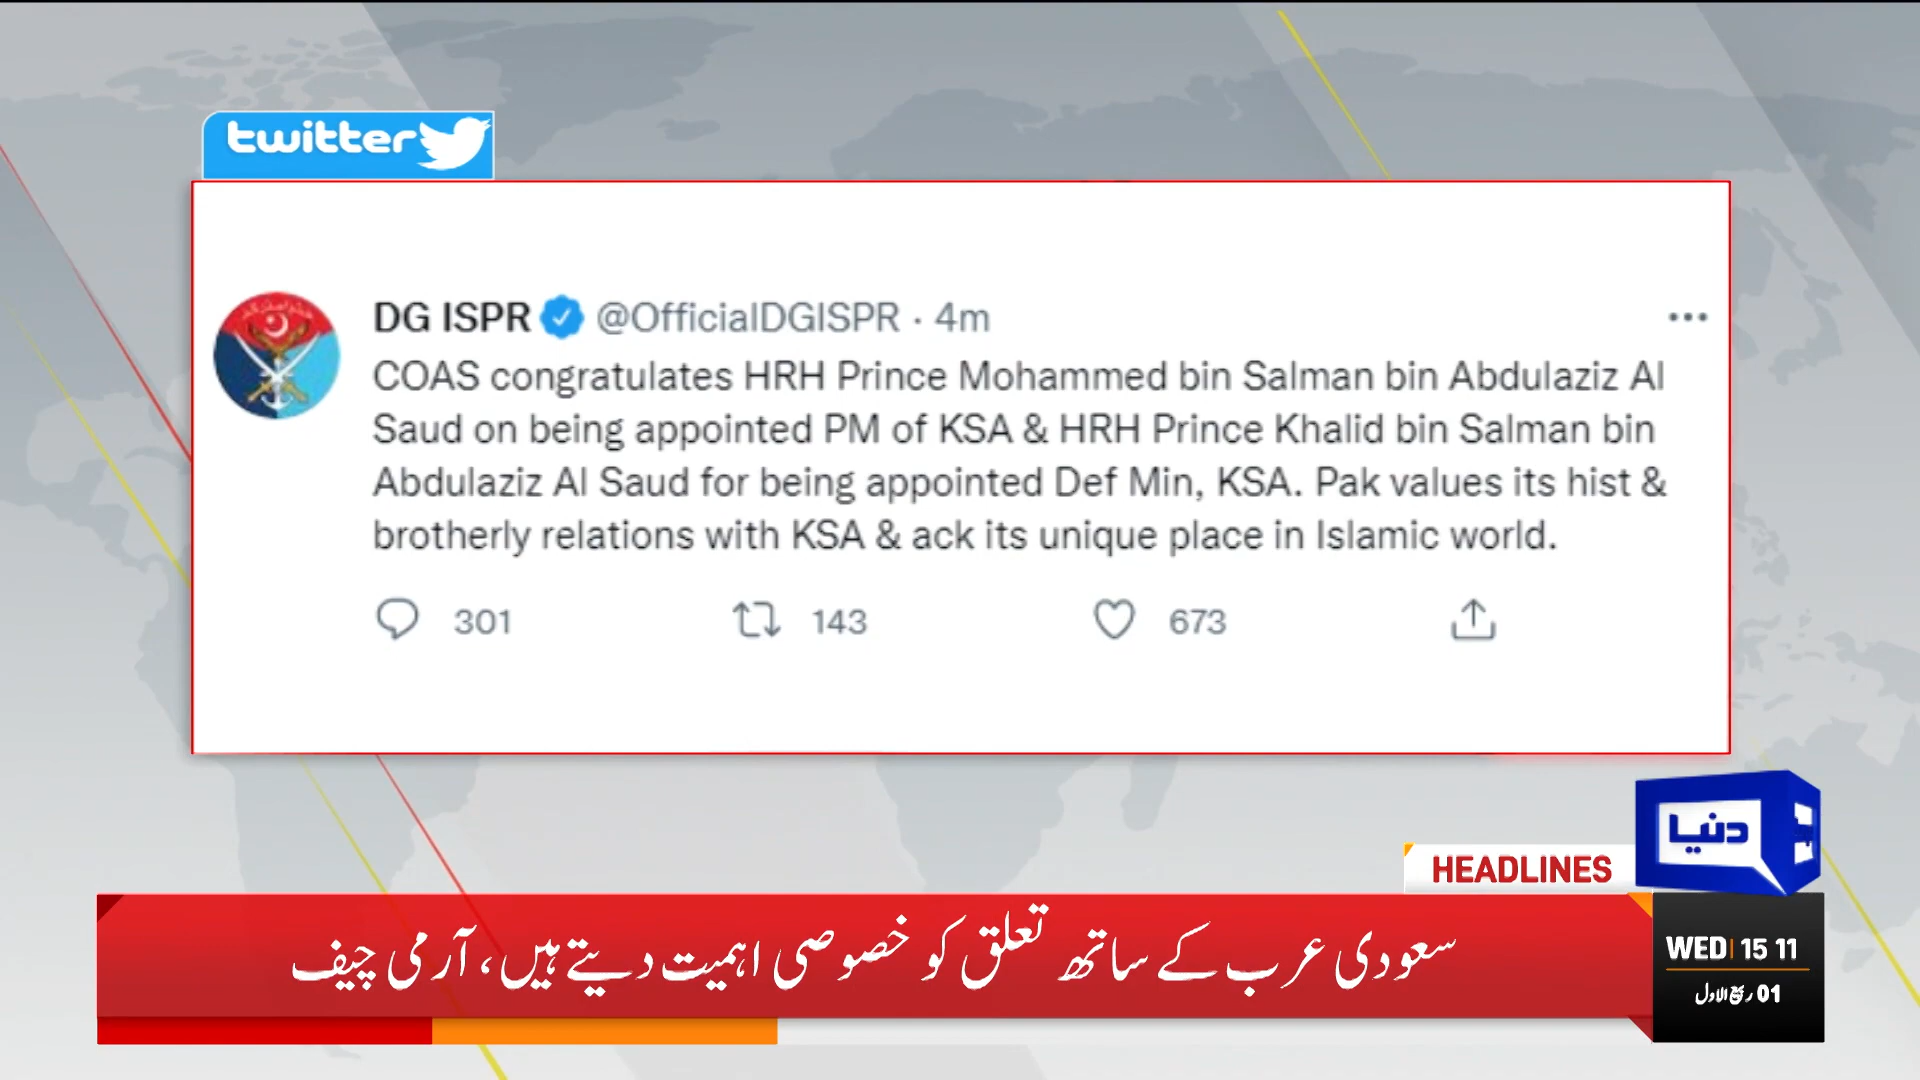 twitter
DG ISPR @OfficialDGISPR · 4m
COAS congratulates HRH Prince Mohammed bin Salman bin Abdulaziz Al
Saud on being appointed PM of KSA & HRH Prince Khalid bin Salman bin
Abdulaziz Al Saud for being appointed Def Min, KSA. Pak values its hist &
brotherly relations with KSA & ack its unique place in Islamic world.
301 143 673
دنیا
HEADLINES
سعودی عرب کے ساتھ تعلق کو خصوصی اہمیت دیتے ہیں، آرمی چیف
WED 15 11
01 ربیع الاول